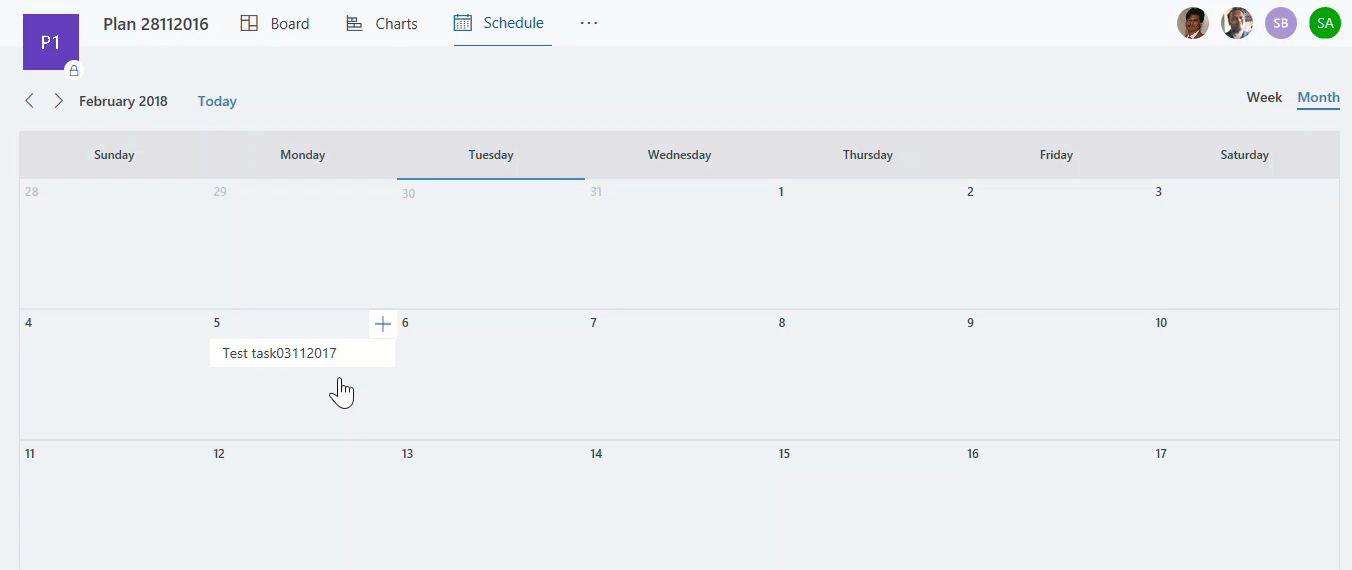 P1 Plan 28112016 Board Charts Schedule ... SB SA
February 2018 Today Week Month
Sunday Monday Tuesday Wednesday Thursday Friday Saturday
28 29 30 31 1 2 3
4 5 6 7 8 9 10
Test task03112017
11 12 13 14 15 16 17